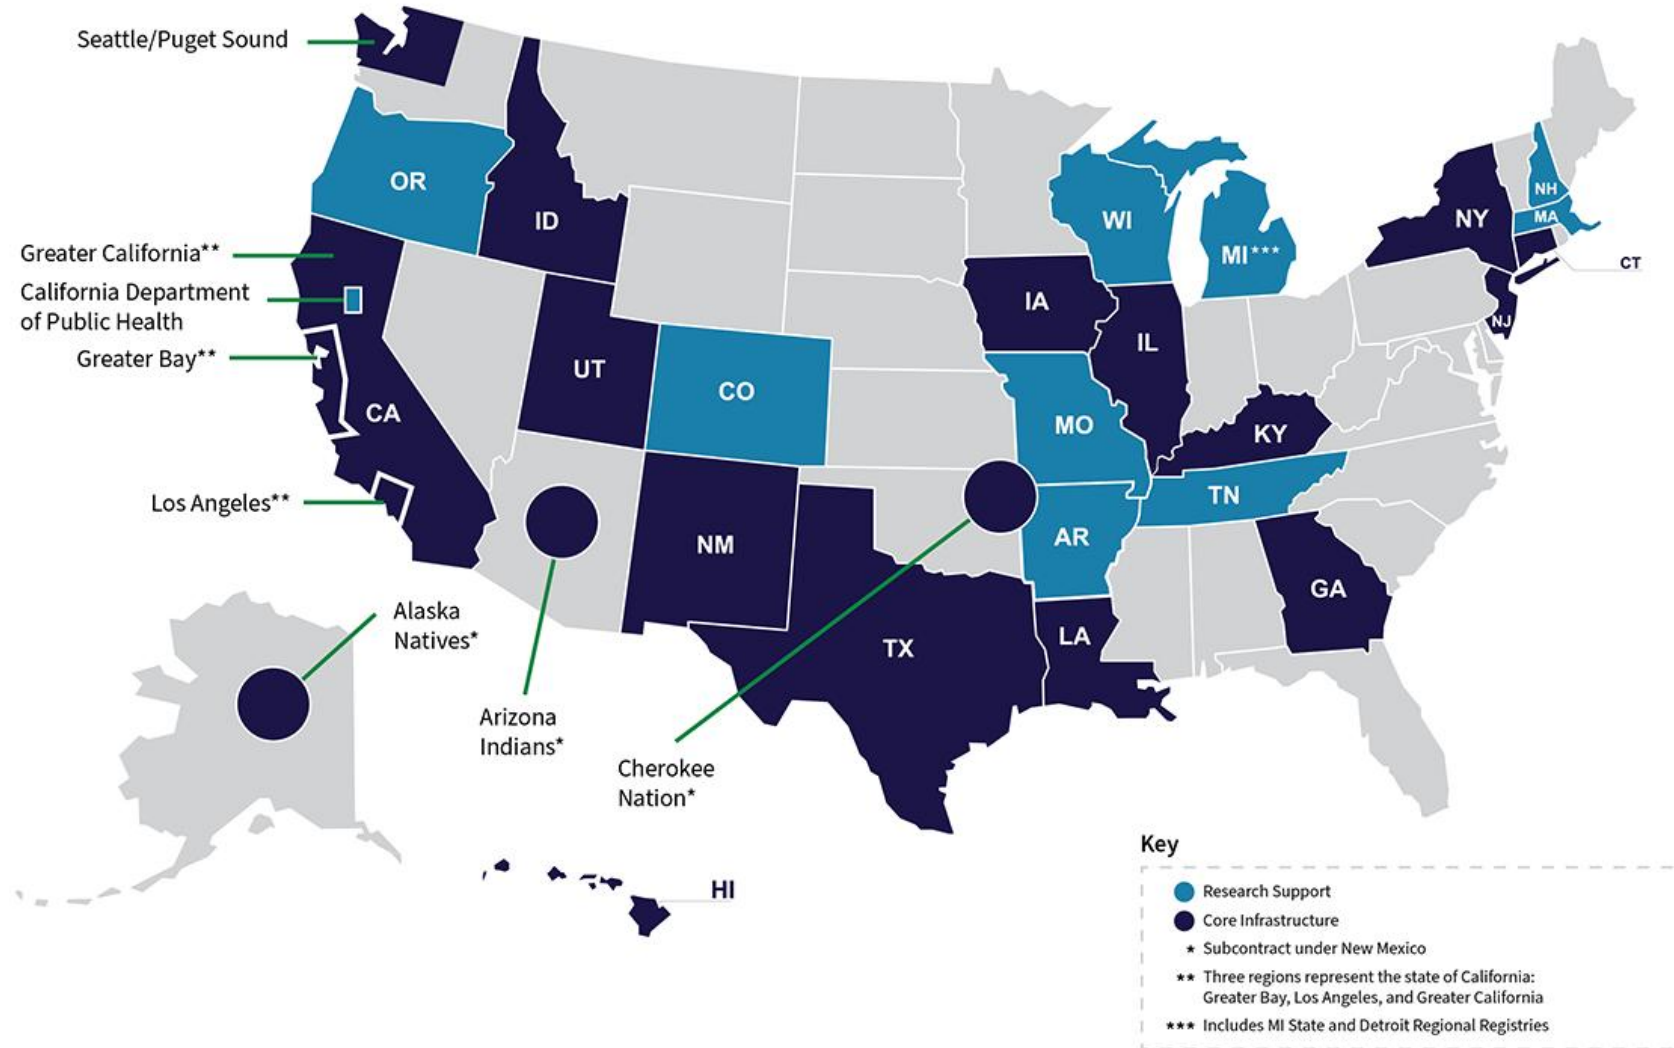 Seattle/Puget Sound
OR
ID
Greater California**
California Department
of Public Health
Greater Bay**
CA
Los Angeles**
UT
CO
NM
TX
WI
MI***
IA
IL
MO
KY
TN
AR
LA
GA
NY
NH
MA
CT
NJ
Alaska
Natives*
Arizona
Indians*
Cherokee
Nation*
HI
Key
Research Support
Core Infrastructure
* Subcontract under New Mexico
** Three regions represent the state of California:
Greater Bay, Los Angeles, and Greater California
*** Includes MI State and Detroit Regional Registries